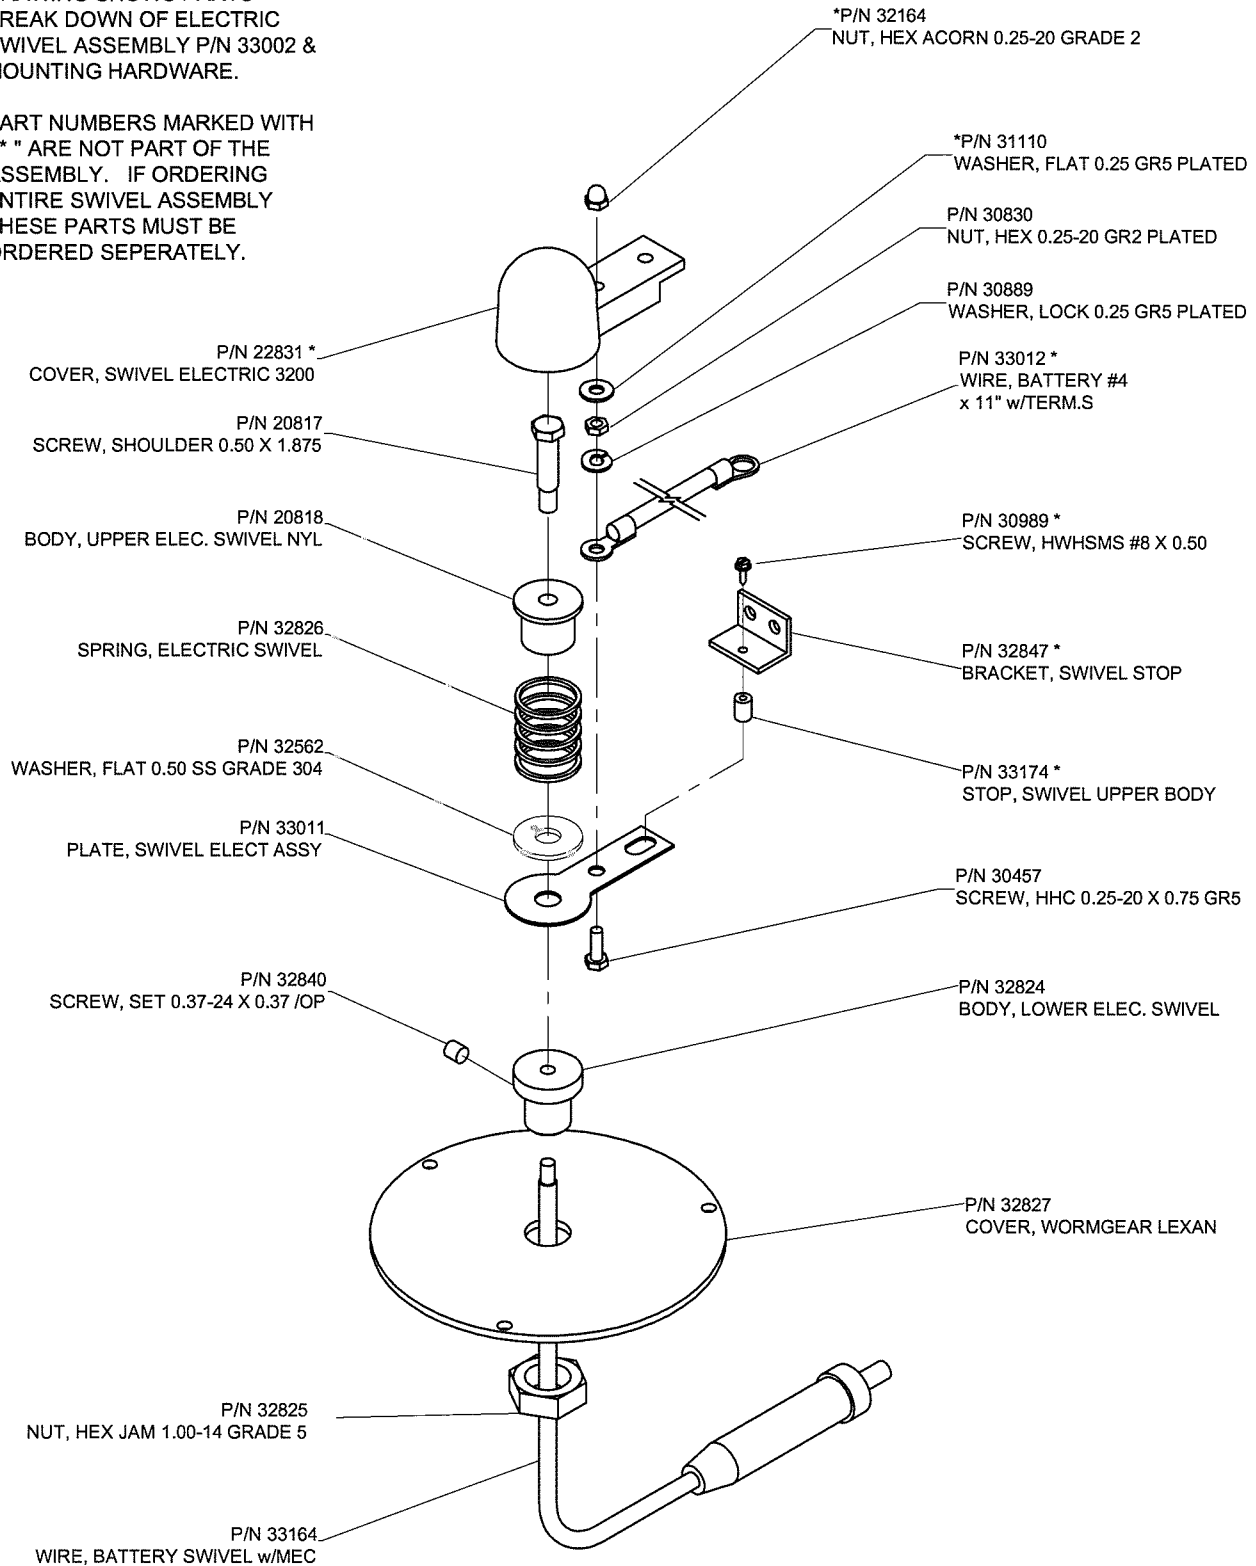 REAK DOWN OF ELECTRIC
WIVEL ASSEMBLY P/N 33002 &
OUNTING HARDWARE.
ART NUMBERS MARKED WITH
* " ARE NOT PART OF THE
SSEMBLY. IF ORDERING
NTIRE SWIVEL ASSEMBLY
HESE PARTS MUST BE
RDERED SEPERATELY.
*P/N 32164
NUT, HEX ACORN 0.25-20 GRADE 2
*P/N 31110
WASHER, FLAT 0.25 GR5 PLATED
P/N 30830
NUT, HEX 0.25-20 GR2 PLATED
P/N 30889
WASHER, LOCK 0.25 GR5 PLATED
P/N 22831 *
COVER, SWIVEL ELECTRIC 3200
P/N 33012 *
WIRE, BATTERY #4
x 11" w/TERM.S
P/N 20817
SCREW, SHOULDER 0.50 X 1.875
P/N 20818
BODY, UPPER ELEC. SWIVEL NYL
P/N 30989 *
SCREW, HWHSMS #8 X 0.50
P/N 32826
SPRING, ELECTRIC SWIVEL
P/N 32847 *
BRACKET, SWIVEL STOP
P/N 32562
WASHER, FLAT 0.50 SS GRADE 304
P/N 33174 *
STOP, SWIVEL UPPER BODY
P/N 33011
PLATE, SWIVEL ELECT ASSY
P/N 30457
SCREW, HHC 0.25-20 X 0.75 GR5
P/N 32840
SCREW, SET 0.37-24 X 0.37 /OP
P/N 32824
BODY, LOWER ELEC. SWIVEL
P/N 32827
COVER, WORMGEAR LEXAN
P/N 32825
NUT, HEX JAM 1.00-14 GRADE 5
P/N 33164
WIRE, BATTERY SWIVEL w/MEC